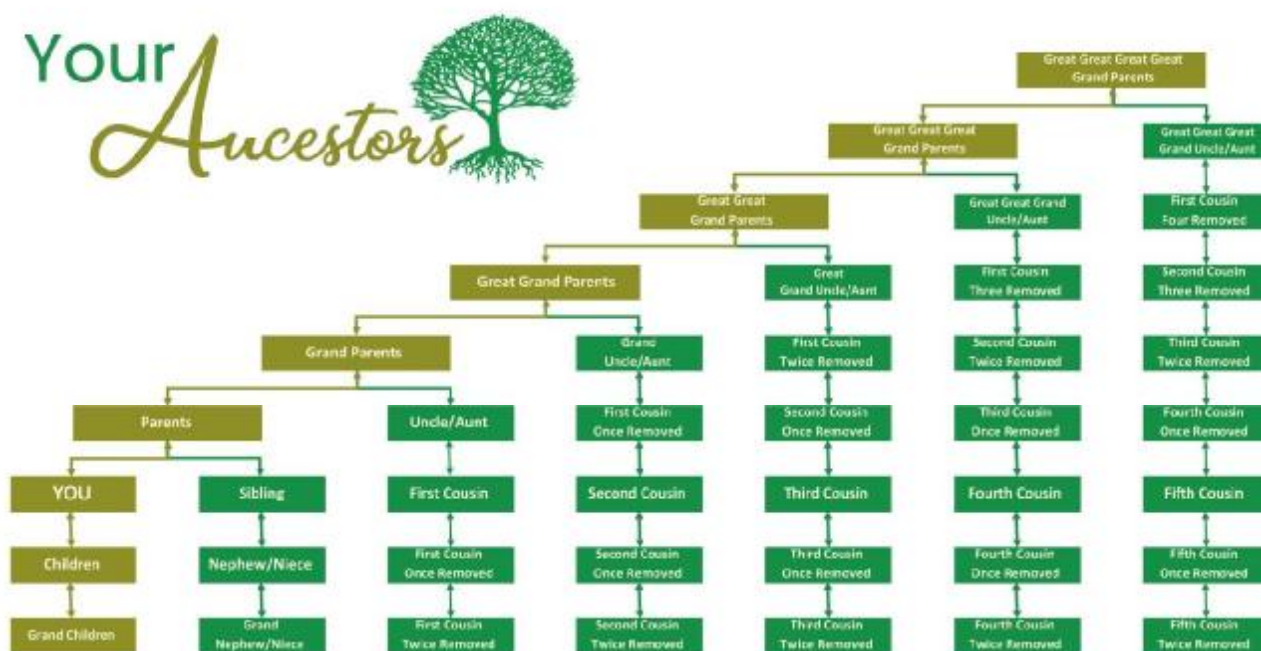 Your
Aucestors
Great Great Great Great
Grand Parents
Great Great Great
Grand Parents
Great Great Great
Grand Uncle/Aunt
Great Great
Grand Parents
Great Great Grand
Uncle/Aunt
First Cousin
Four Removed
Great Grand Parents
Great
Grand Uncle/Aunt
First Cousin
Three Removed
Second Cousin
Three Removed
Grand Parents
Grand
Uncle/Aunt
First Cousin
Twice Removed
Second Cousin
Twice Removed
Third Cousin
Twice Removed
Parents
Uncle/Aunt
First Cousin
Once Removed
Second Cousin
Once Removed
Third Cousin
Once Removed
Fourth Cousin
Once Removed
YOU
Sibling
First Cousin
Second Cousin
Third Cousin
Fourth Cousin
Fifth Cousin
Children
Nephew/Niece
First Cousin
Once Removed
Second Cousin
Once Removed
Third Cousin
Once Removed
Fourth Cousin
Once Removed
Fifth Cousin
Once Removed
Grand Children
Grand
Nephew/Niece
First Cousin
Twice Removed
Second Cousin
Twice Removed
Third Cousin
Twice Removed
Fourth Cousin
Twice Removed
Fifth Cousin
Twice Removed